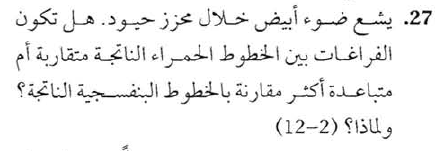 27. يشع ضوء أبيض خلال محزز حيود. هل تكون
الفراغات بين الخطوط الحمراء الناتجة متقاربة أم
متباعدة أكثر مقارنة بالخطوط البنفسجية الناتجة؟
ولماذا؟ (2-12)